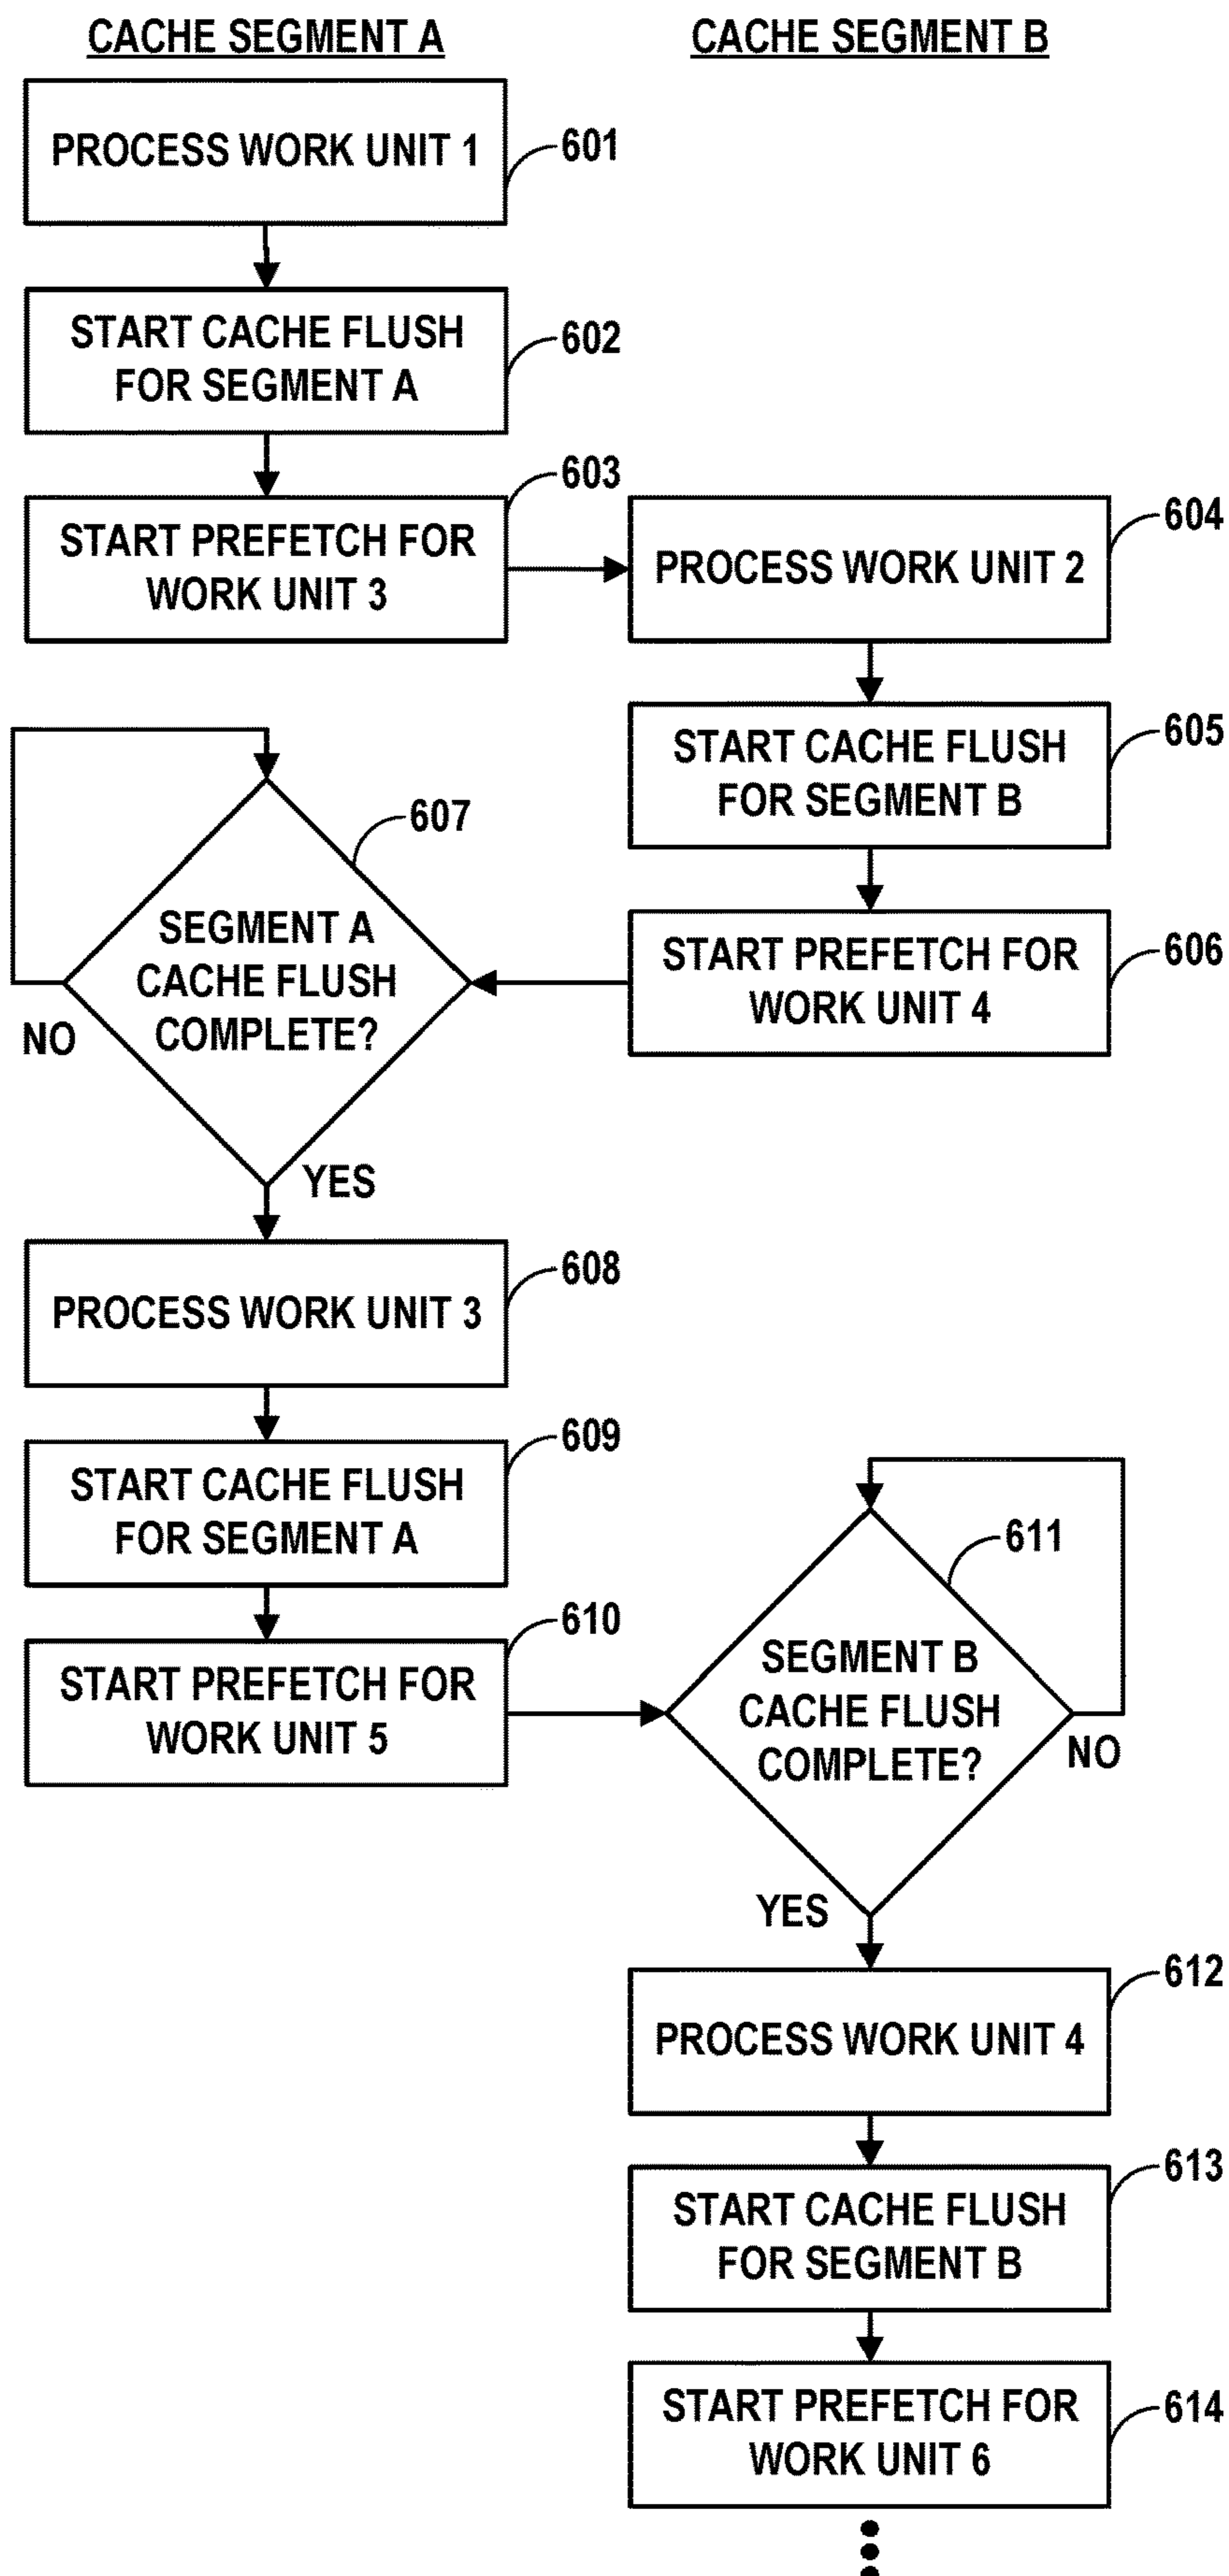 CACHE SEGMENT A
CACHE SEGMENT B
PROCESS WORK UNIT 1
601
START CACHE FLUSH
FOR SEGMENT A
602
603
START PREFETCH FOR
WORK UNIT 3
604
PROCESS WORK UNIT 2
605
START CACHE FLUSH
FOR SEGMENT B
606
START PREFETCH FOR
WORK UNIT 4
607
SEGMENT A
CACHE FLUSH
COMPLETE?
NO
YES
608
PROCESS WORK UNIT 3
609
START CACHE FLUSH
FOR SEGMENT A
610
START PREFETCH FOR
WORK UNIT 5
611
SEGMENT B
CACHE FLUSH
COMPLETE?
NO
YES
612
PROCESS WORK UNIT 4
613
START CACHE FLUSH
FOR SEGMENT B
614
START PREFETCH FOR
WORK UNIT 6